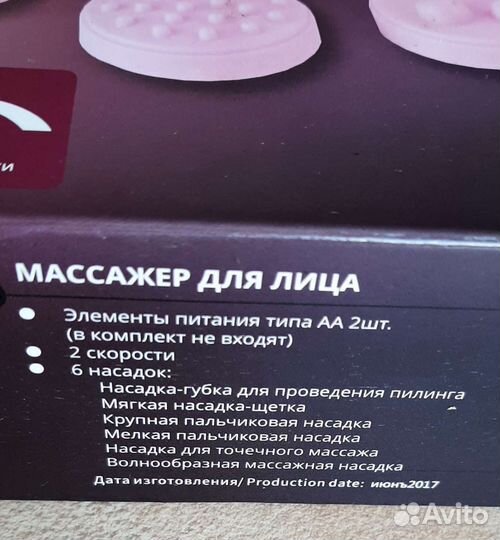 ки
МАССАЖЕР ДЛЯ ЛИЦА
Элементы питания типа АА 2шт.
(в комплект не входят)
2 скорости
6 насадок:
Насадка-губка для проведения пилинга
Мягкая насадка-щетка
Крупная пальчиковая насадка
Мелкая пальчиковая насадка
Насадка для точечного массажа
Волнообразная массажная насадка
Дата изготовления/ Production date: июнь2017
Avito